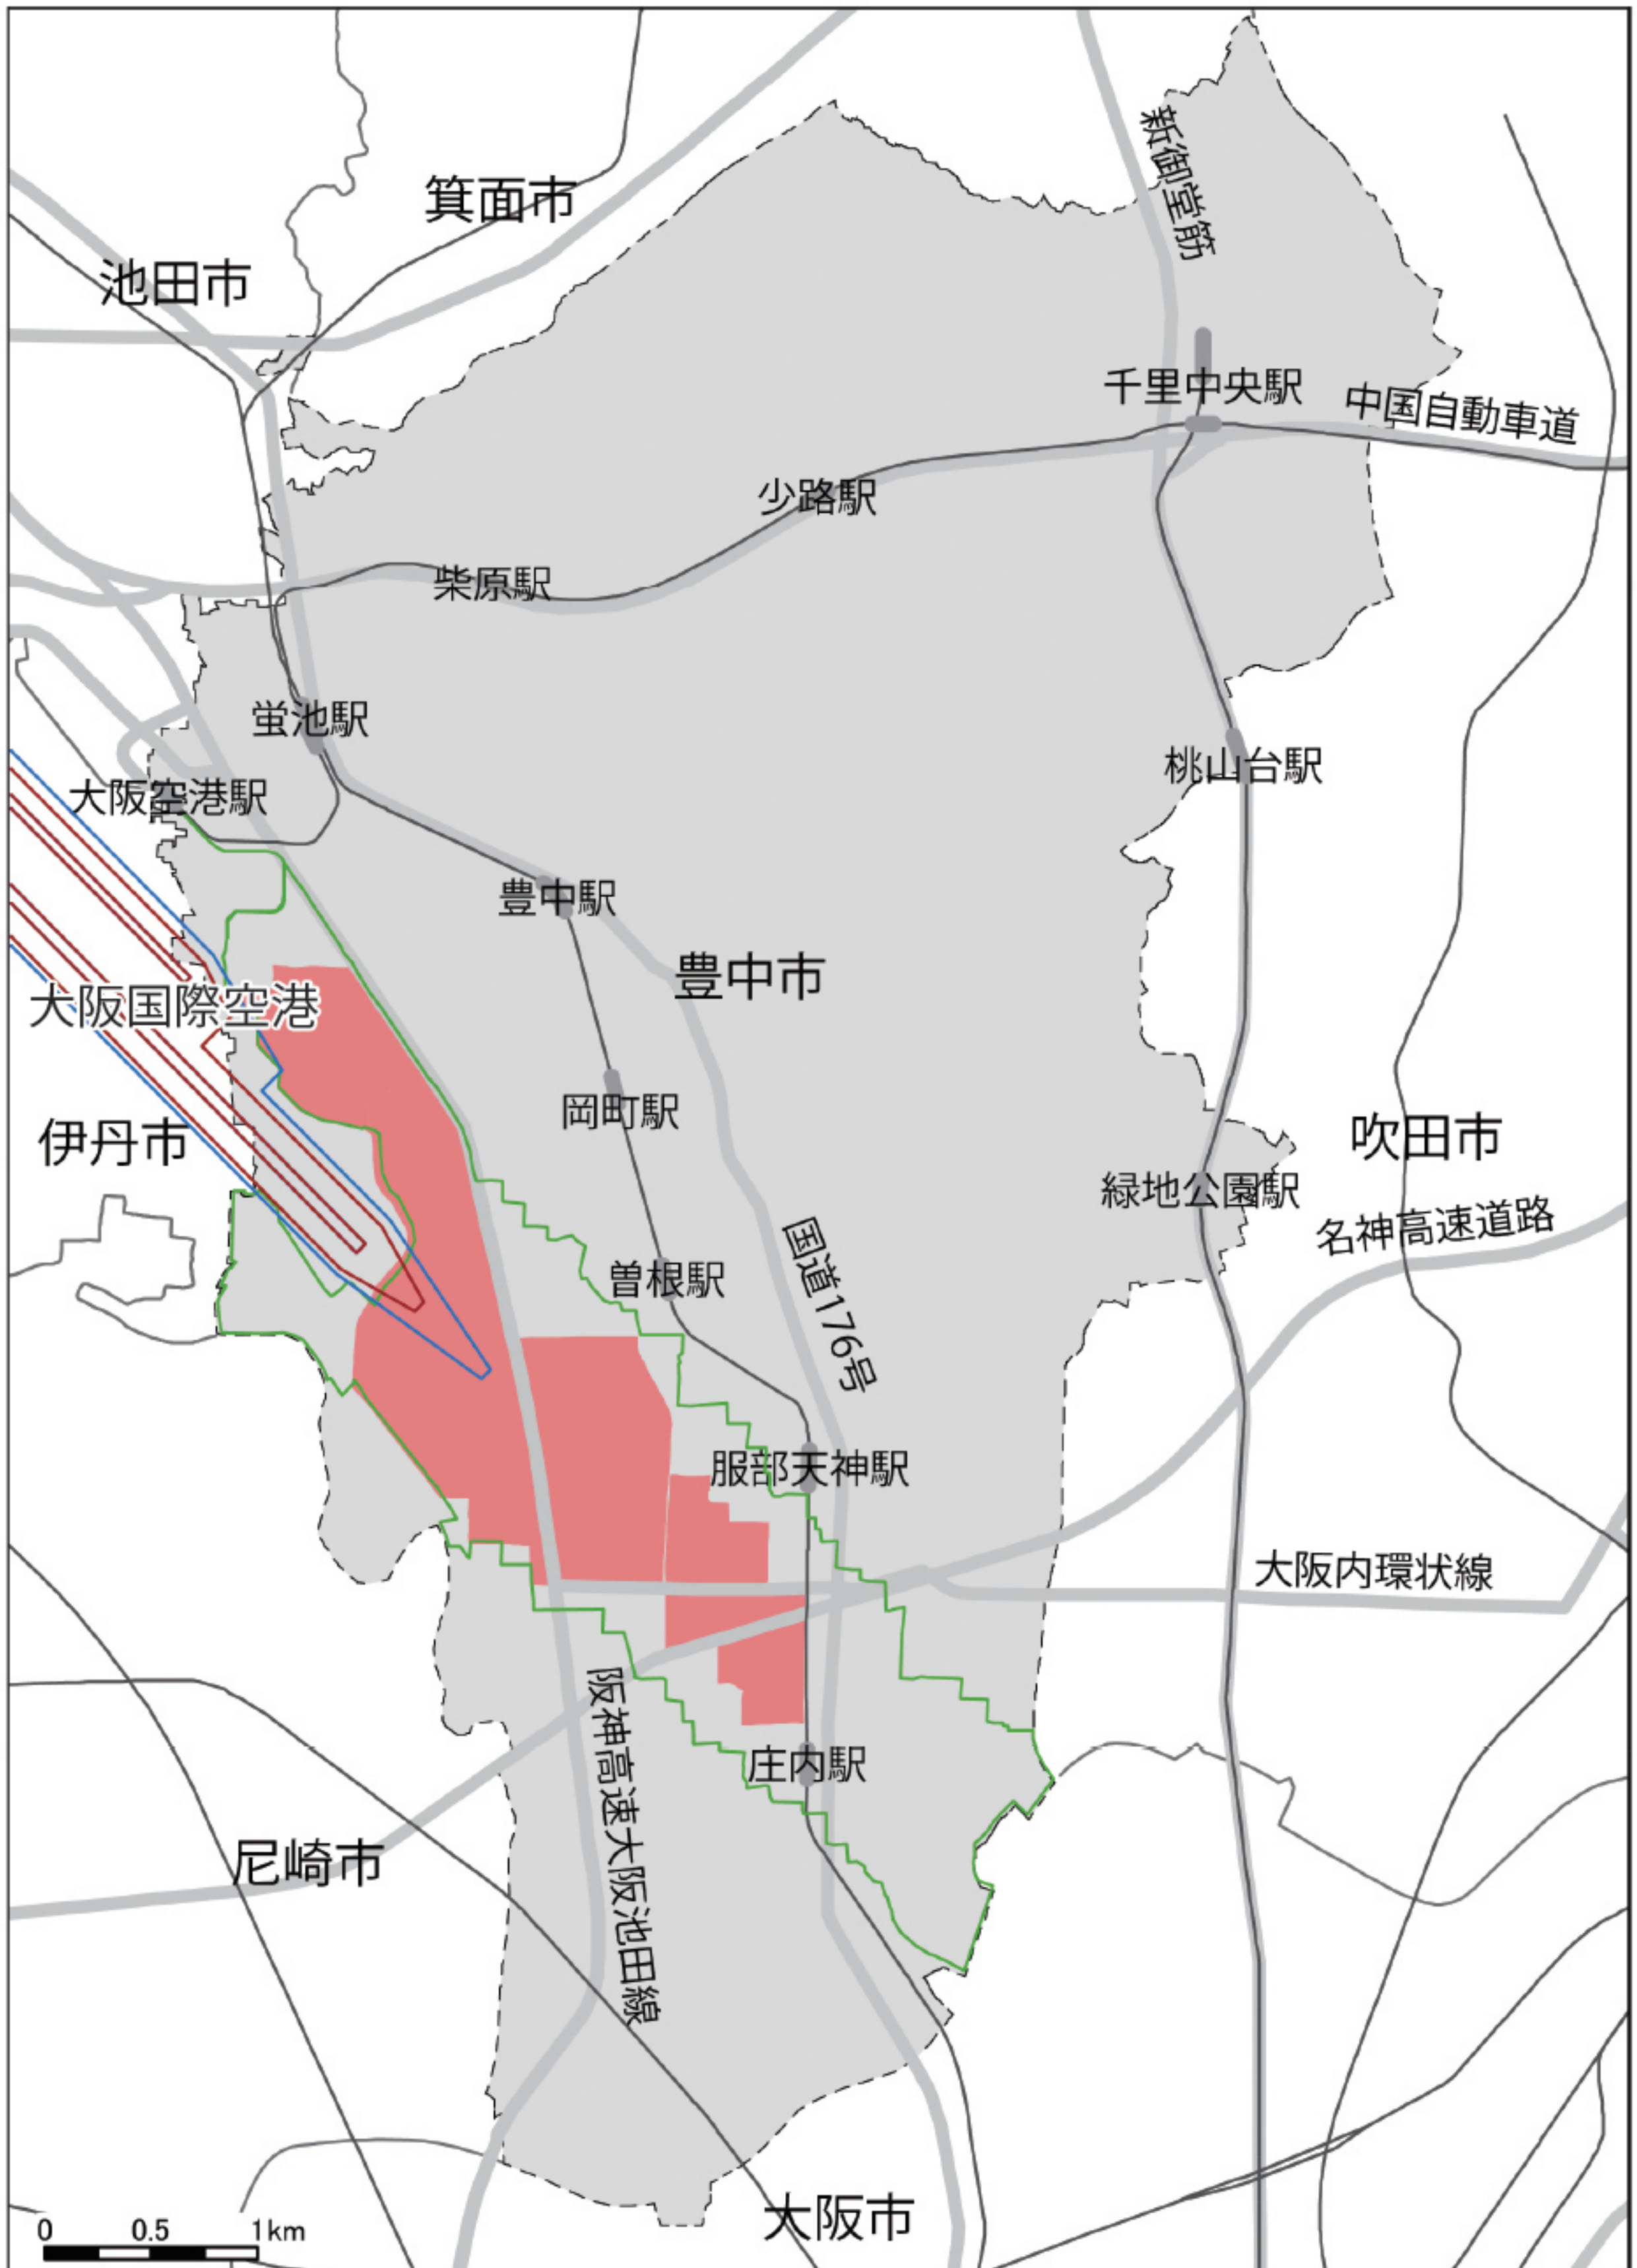 新御堂筋
箕面市
池田市
千里中央駅
中国自動車道
少路駅
柴原駅
蛍池駅
桃山台駅
大阪空港駅
豊中駅
豊中市
大阪国際空港
岡町駅
伊丹市
吹田市
緑地公園駅
名神高速道路
国道176号
曽根駅
服部天神駅
大阪内環状線
阪神高速大阪池田線
庄内駅
尼崎市
大阪市
0 0.5 1km